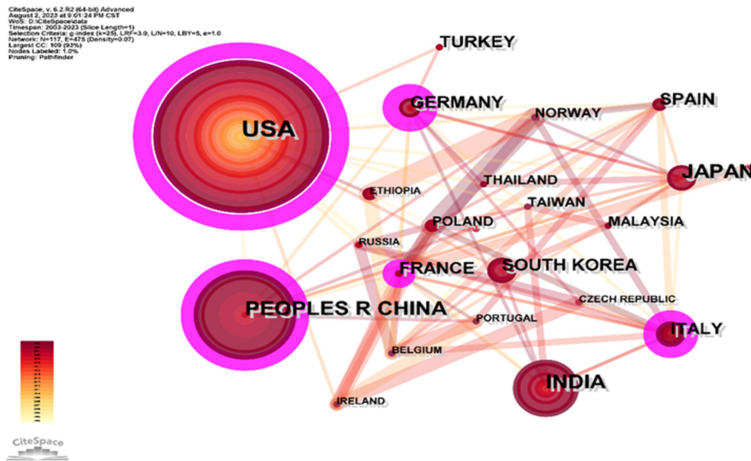 CiteSpace, v. 6.2.R2 (64-bit) Advanced
August 2, 2023 at 9:01:24 PM CST
WoS: D:\CiteSpace\data
Timespan: 2003-2023 (Slice Length=1)
Selection Criteria: g-index (k=25), LRF=3.0, L/N=10, LBY=5, e=1.0
Network: N=117, E=475 (Density=0.07)
Largest CC: 109 (93%)
Nodes Labeled: 1.0%
Pruning: Pathfinder
TURKEY
GERMANY
SPAIN
NORWAY
USA
JAPAN
THAILAND
ETHIOPIA
TAIWAN
POLAND
MALAYSIA
RUSSIA
FRANCE
SOUTH KOREA
CZECH REPUBLIC
PEOPLES R CHINA
PORTUGAL
ITALY
BELGIUM
INDIA
IRELAND
CiteSpace